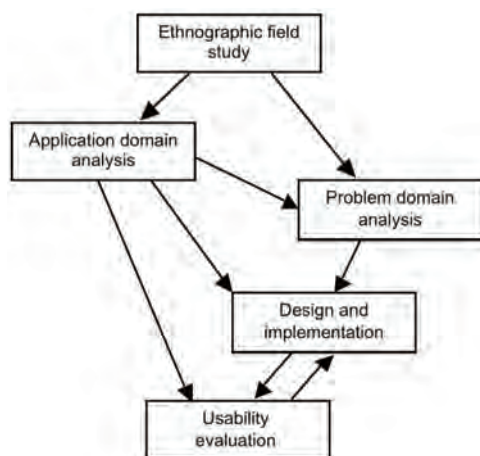 Ethnographic field
study
Application domain
analysis
Problem domain
analysis
Design and
implementation
Usability
evaluation